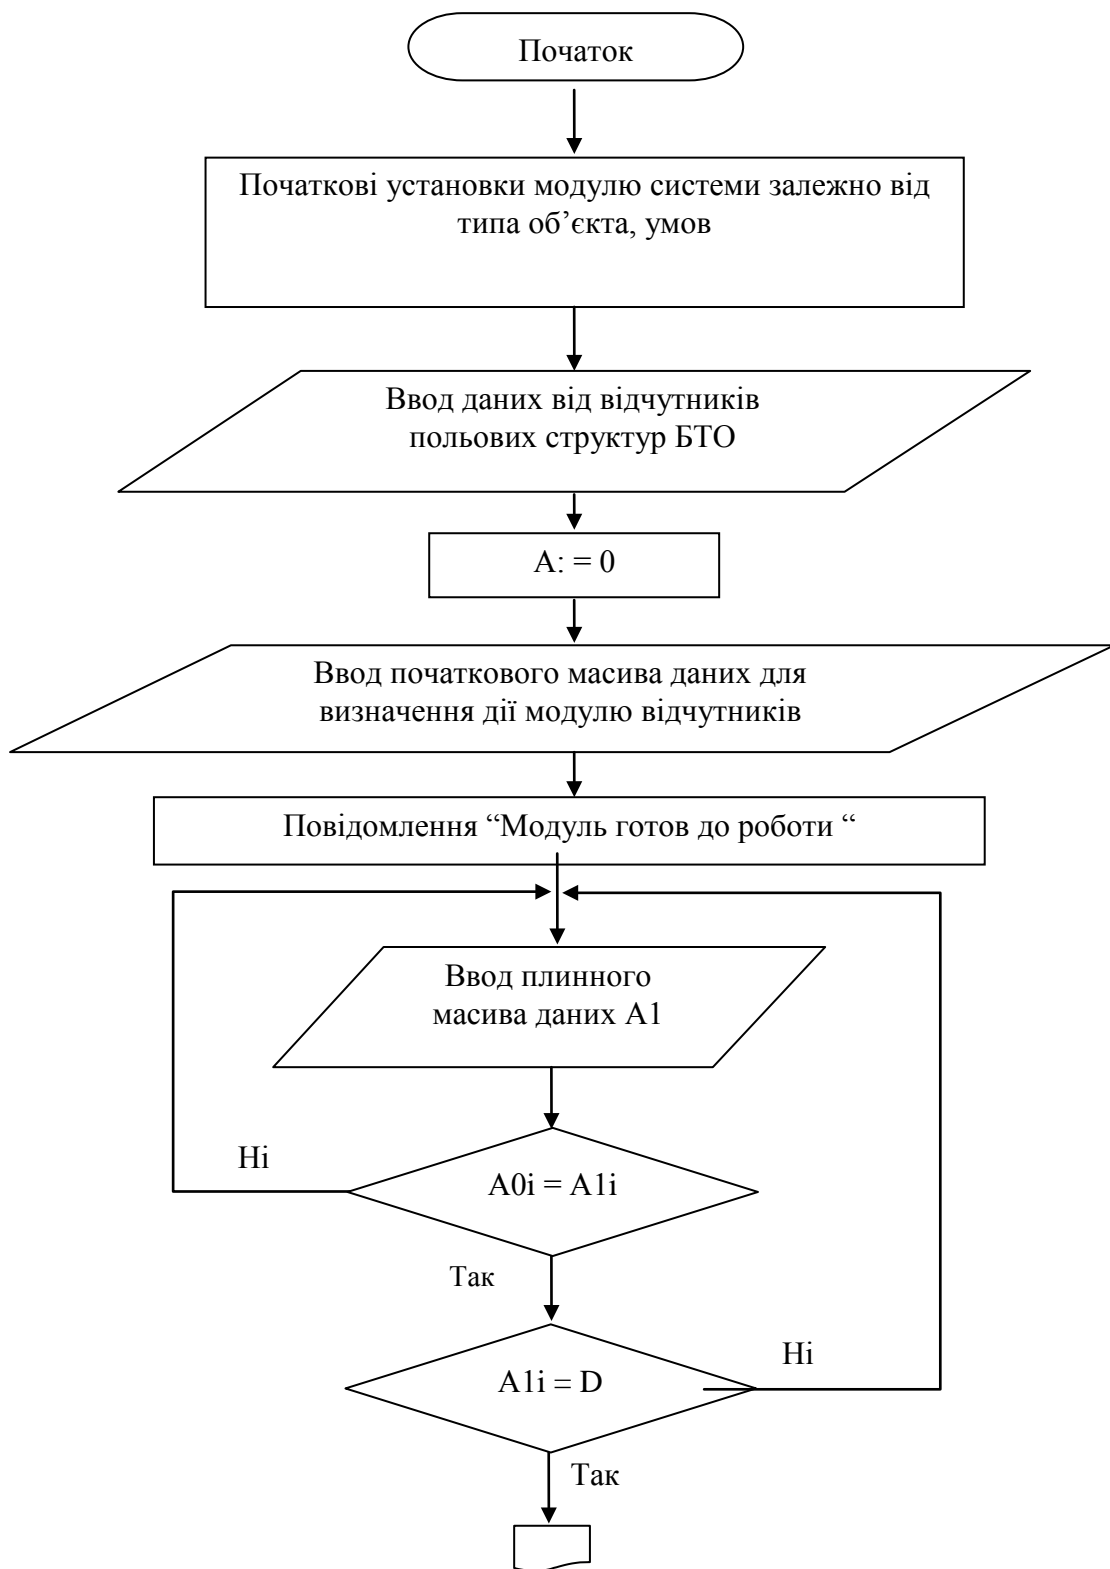 Початок
Початкові установки модулю системи залежно від
типа об’єкта, умов
Ввод даних від відчутників
польових структур БТО
А: = 0
Ввод початкового масива даних для
визначення дії модулю відчутників
Повідомлення “Модуль готов до роботи “
Ввод плинного
масива даних А1
Ні
A0i = A1i
Так
Ні
A1i = D
Так